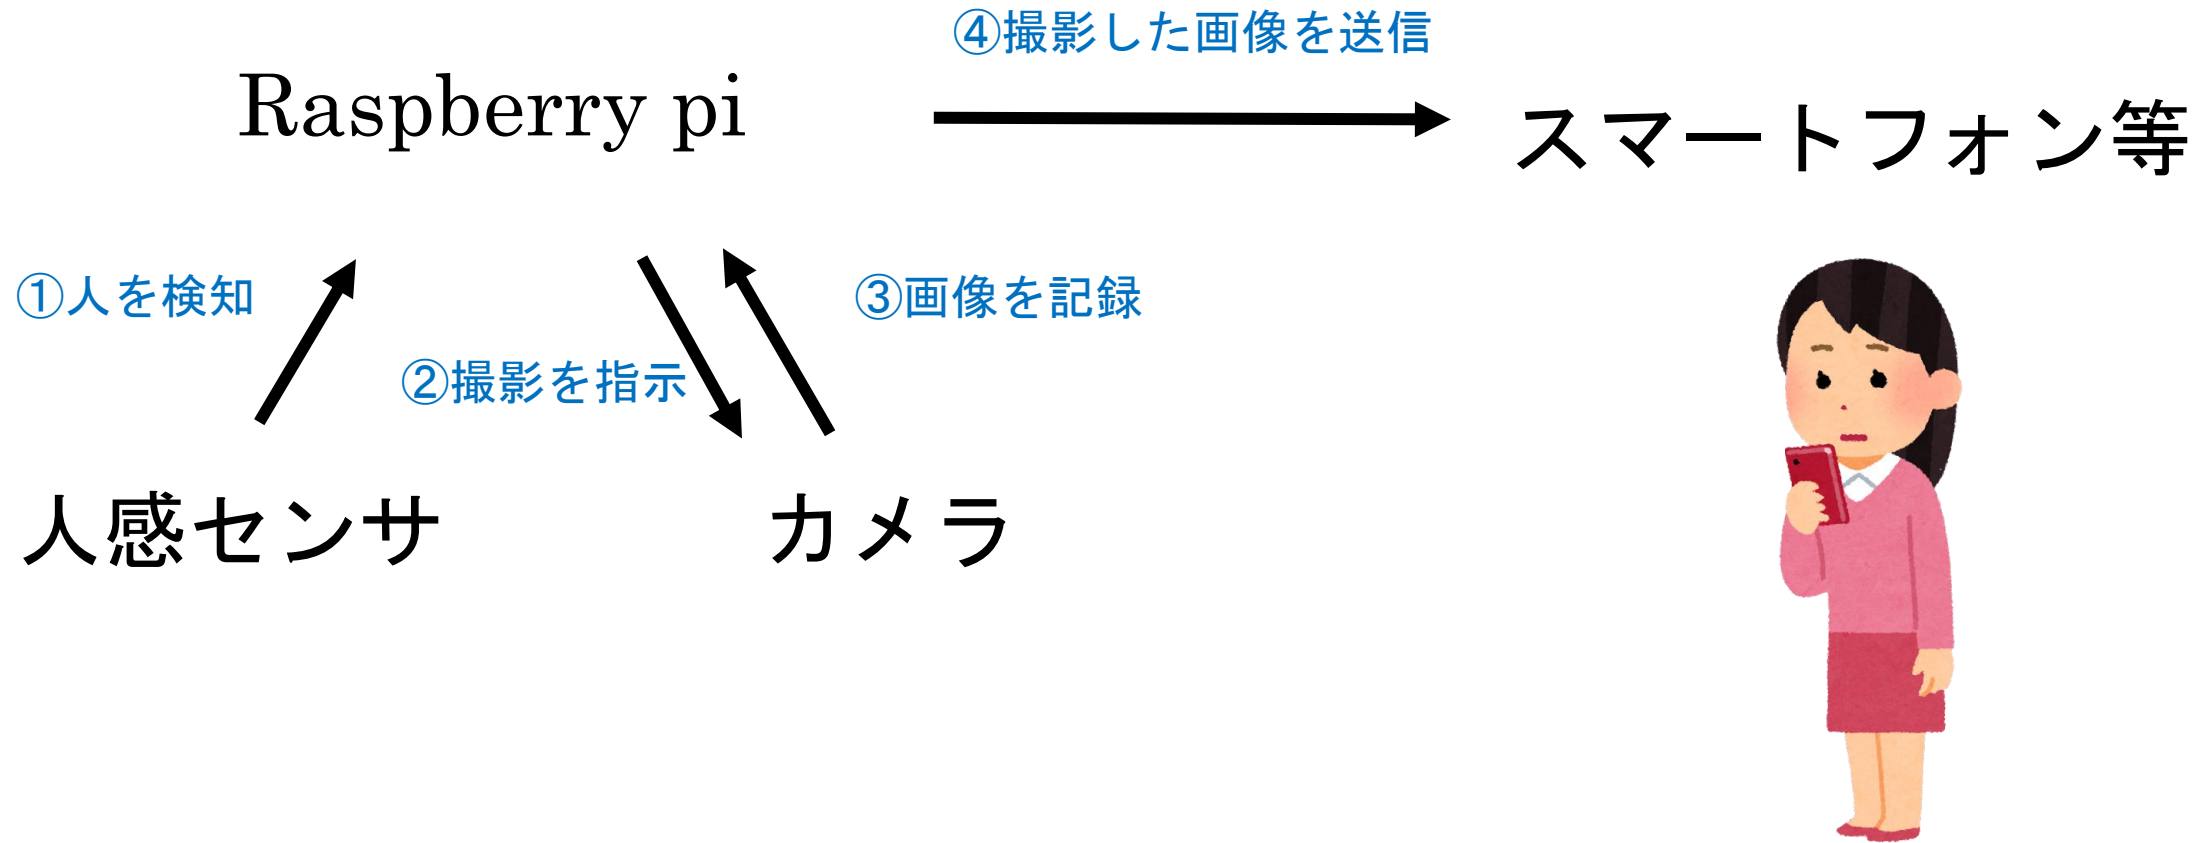 ④撮影した画像を送信
Raspberry pi
スマートフォン等
①人を検知
③画像を記録
②撮影を指示
人感センサ
カメラ